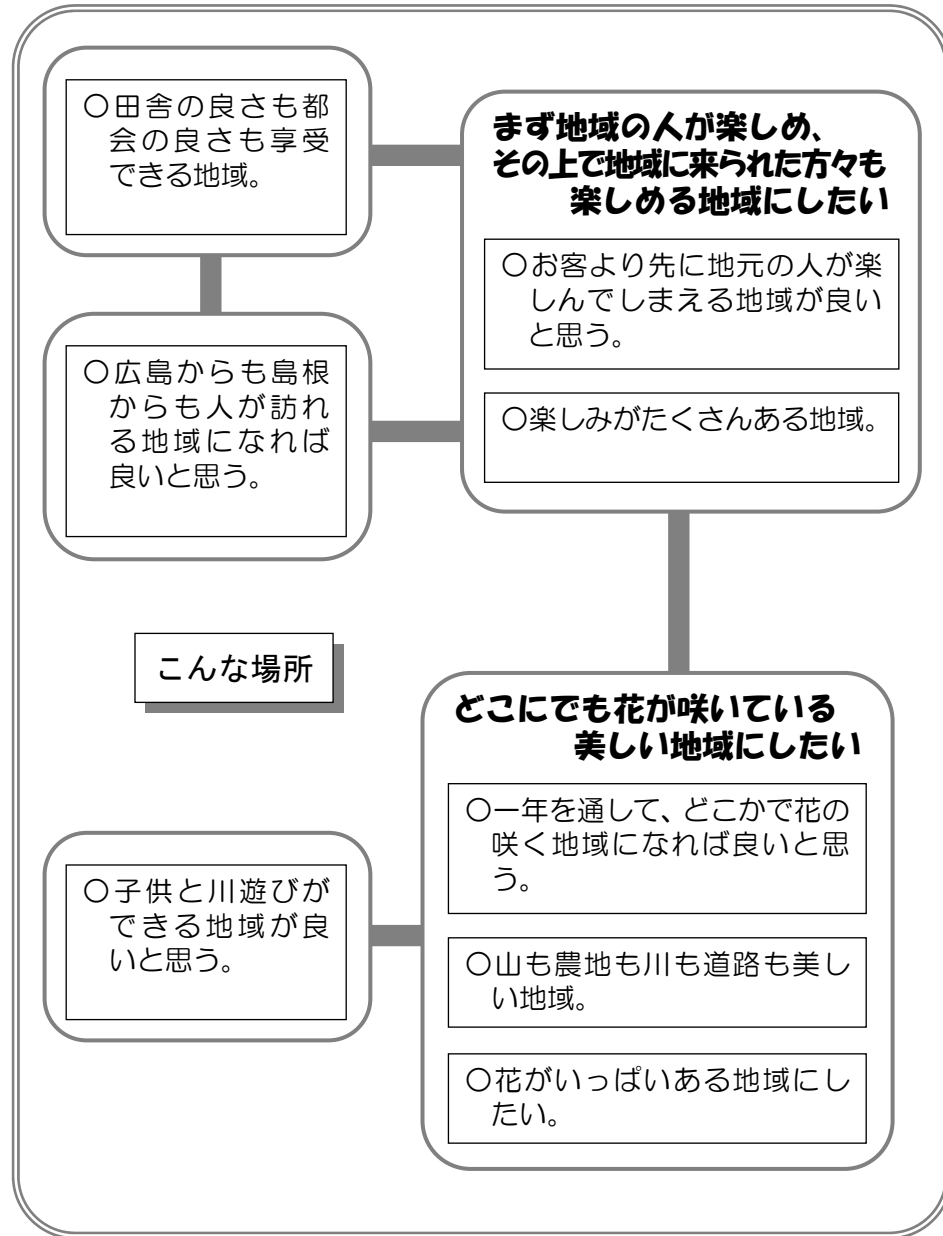 〇田舎の良さも都
会の良さも享受
できる地域。
〇広島からも島根
からも人が訪れ
る地域になれば
良いと思う。
まず地域の人が楽しめ、
その上で地域に来られた方々も
楽しめる地域にしたい
〇お客より先に地元の人が楽
しんでしまえる地域が良い
と思う。
〇楽しみがたくさんある地域。
こんな場所
どこにでも花が咲いている
美しい地域にしたい
〇一年を通して、どこかで花の
咲く地域になれば良いと思
う。
〇山も農地も川も道路も美し
い地域。
〇花がいっぱいある地域にし
たい。
〇子供と川遊びが
できる地域が良
いと思う。